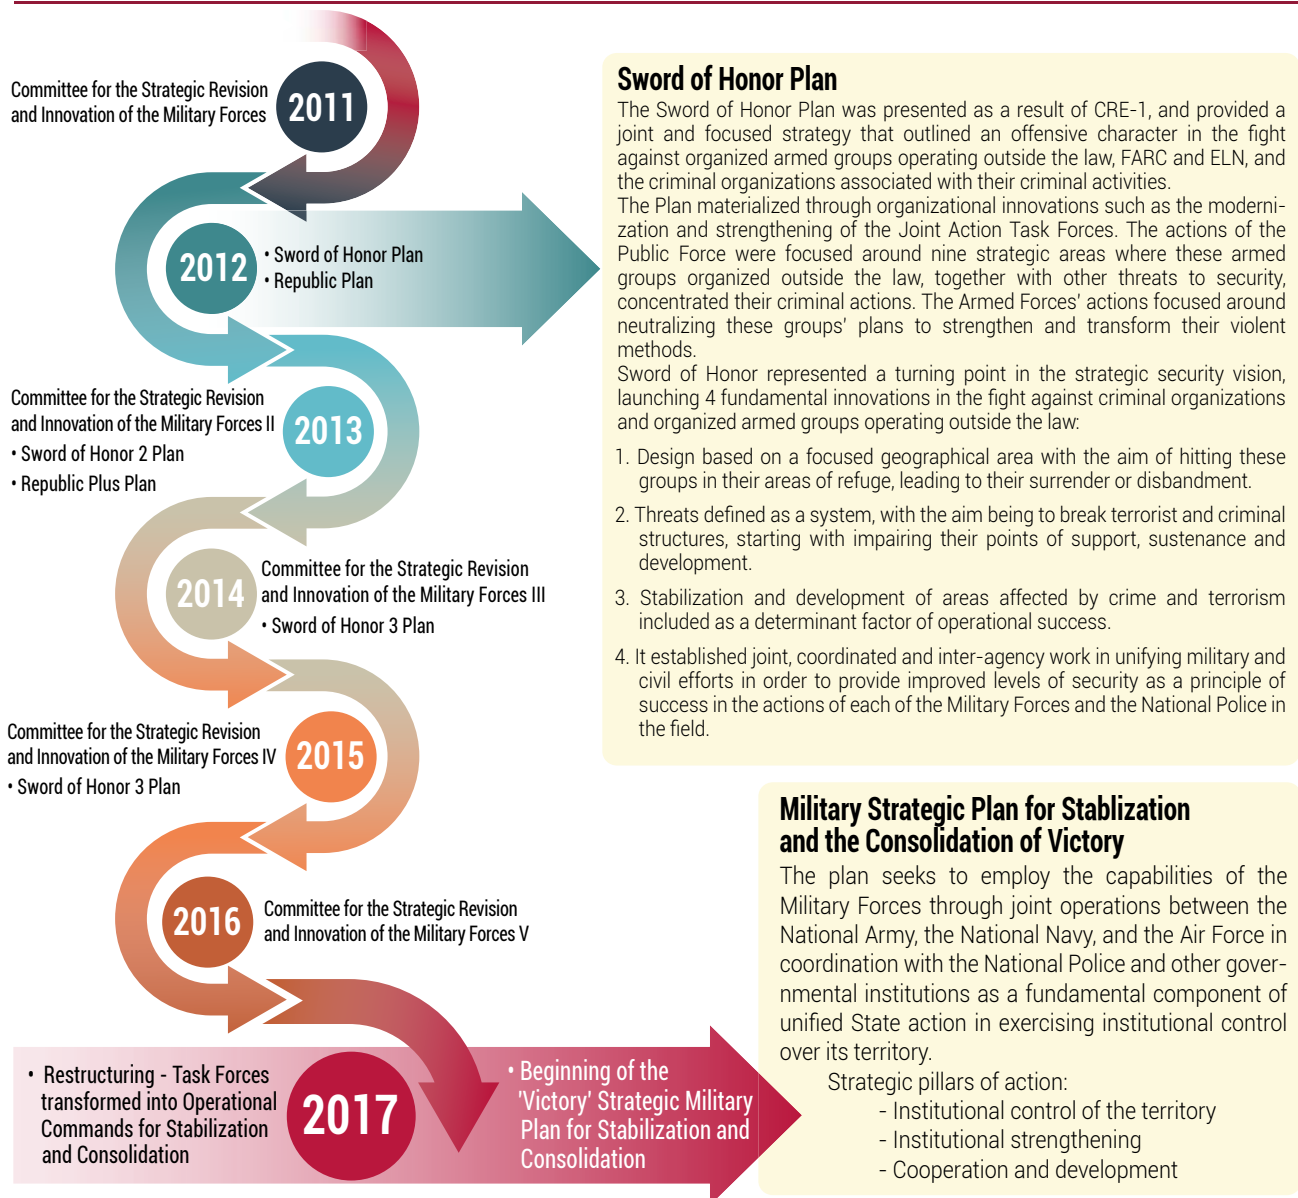 Committee for the Strategic Revision
and Innovation of the Military Forces
2011
2012
• Sword of Honor Plan
• Republic Plan
Committee for the Strategic Revision
and Innovation of the Military Forces II
• Sword of Honor 2 Plan
• Republic Plus Plan
2013
2014
Committee for the Strategic Revision
and Innovation of the Military Forces III
• Sword of Honor 3 Plan
Committee for the Strategic Revision
and Innovation of the Military Forces IV
• Sword of Honor 3 Plan
2015
2016
Committee for the Strategic Revision
and Innovation of the Military Forces V
• Restructuring - Task Forces
transformed into Operational
Commands for Stabilization
and Consolidation
2017
• Beginning of the
'Victory' Strategic Military
Plan for Stabilization and
Consolidation
Sword of Honor Plan
The Sword of Honor Plan was presented as a result of CRE-1, and provided a
joint and focused strategy that outlined an offensive character in the fight
against organized armed groups operating outside the law, FARC and ELN, and
the criminal organizations associated with their criminal activities.
The Plan materialized through organizational innovations such as the moderni-
zation and strengthening of the Joint Action Task Forces. The actions of the
Public Force were focused around nine strategic areas where these armed
groups organized outside the law, together with other threats to security,
concentrated their criminal actions. The Armed Forces' actions focused around
neutralizing these groups' plans to strengthen and transform their violent
methods.
Sword of Honor represented a turning point in the strategic security vision,
launching 4 fundamental innovations in the fight against criminal organizations
and organized armed groups operating outside the law:
1. Design based on a focused geographical area with the aim of hitting these
groups in their areas of refuge, leading to their surrender or disbandment.
2. Threats defined as a system, with the aim being to break terrorist and criminal
structures, starting with impairing their points of support, sustenance and
development.
3. Stabilization and development of areas affected by crime and terrorism
included as a determinant factor of operational success.
4. It established joint, coordinated and inter-agency work in unifying military and
civil efforts in order to provide improved levels of security as a principle of
success in the actions of each of the Military Forces and the National Police in
the field.
Military Strategic Plan for Stablization
and the Consolidation of Victory
The plan seeks to employ the capabilities of the
Military Forces through joint operations between the
National Army, the National Navy, and the Air Force in
coordination with the National Police and other gover-
nmental institutions as a fundamental component of
unified State action in exercising institutional control
over its territory.
Strategic pillars of action:
- Institutional control of the territory
- Institutional strengthening
- Cooperation and development